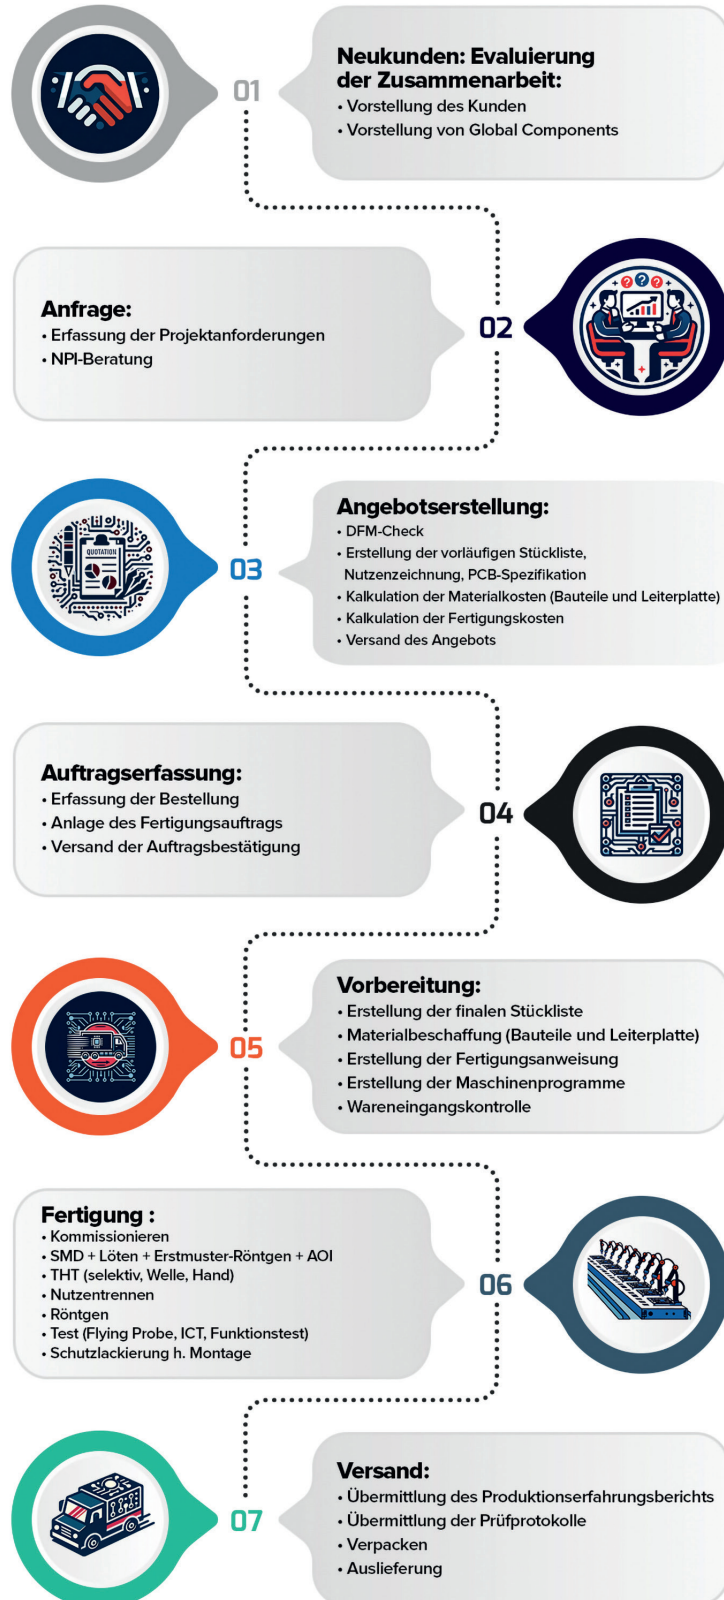 01
Neukunden: Evaluierung
der Zusammenarbeit:
• Vorstellung des Kunden
• Vorstellung von Global Components
Anfrage:
• Erfassung der Projektanforderungen
• NPI-Beratung
02
???
03
QUOTATION
Angebotserstellung:
• DFM-Check
• Erstellung der vorläufigen Stückliste,
Nutzenzeichnung, PCB-Spezifikation
• Kalkulation der Materialkosten (Bauteile und Leiterplatte)
• Kalkulation der Fertigungskosten
• Versand des Angebots
Auftragserfassung:
• Erfassung der Bestellung
• Anlage des Fertigungsauftrags
• Versand der Auftragsbestätigung
04
05
Vorbereitung:
• Erstellung der finalen Stückliste
• Materialbeschaffung (Bauteile und Leiterplatte)
• Erstellung der Fertigungsanweisung
• Erstellung der Maschinenprogramme
• Wareneingangskontrolle
Fertigung :
• Kommissionieren
• SMD + Löten + Erstmuster-Röntgen + AOI
• THT (selektiv, Welle, Hand)
• Nutzentrennen
• Röntgen
• Test (Flying Probe, ICT, Funktionstest)
• Schutzlackierung h. Montage
06
07
Versand:
• Übermittlung des Produktionserfahrungsberichts
• Übermittlung der Prüfprotokolle
• Verpacken
• Auslieferung